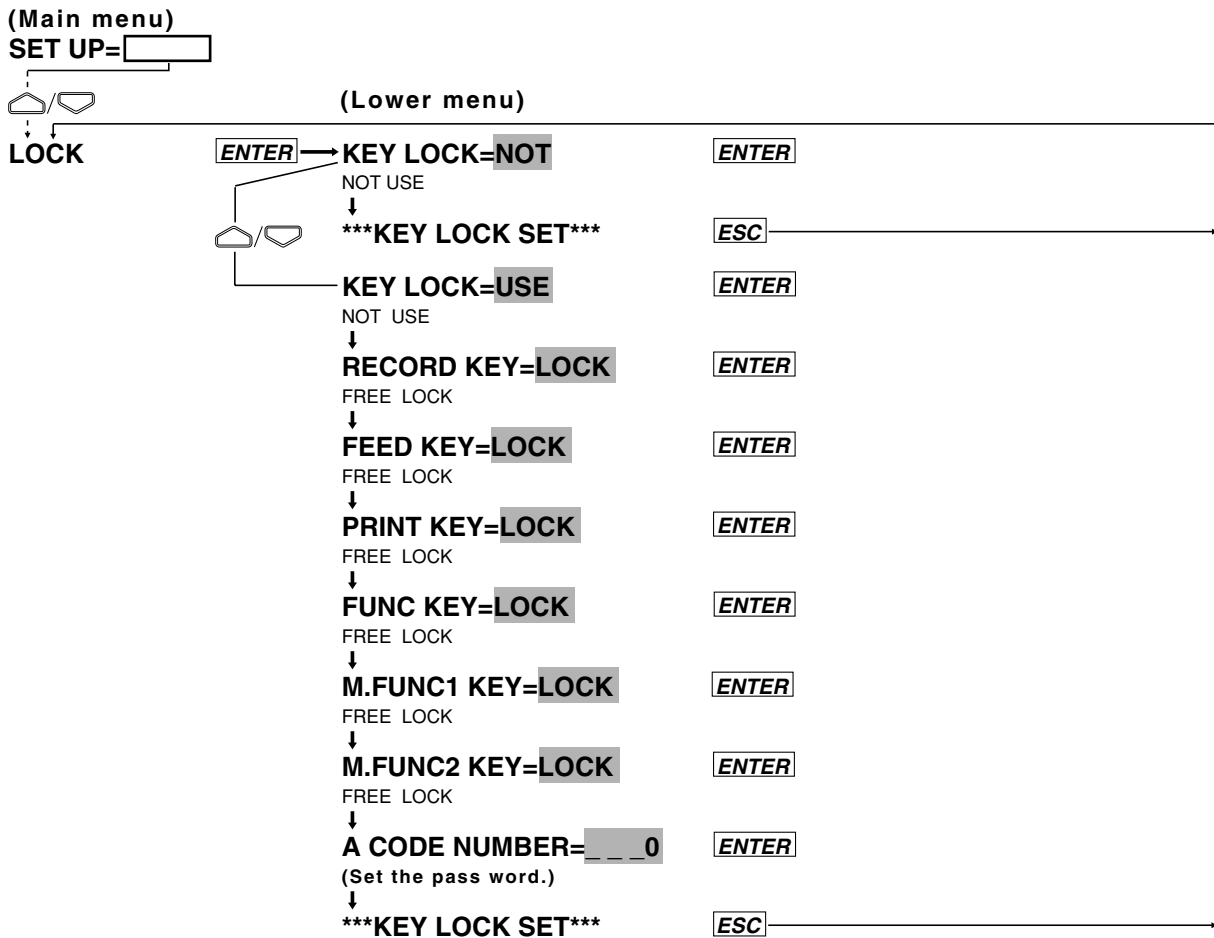 (Main menu)
SET UP=
/
(Lower menu)
LOCK ENTER KEY LOCK=NOT ENTER
NOT USE
/ ***KEY LOCK SET*** ESC
KEY LOCK=USE ENTER
NOT USE
RECORD KEY=LOCK ENTER
FREE LOCK
FEED KEY=LOCK ENTER
FREE LOCK
PRINT KEY=LOCK ENTER
FREE LOCK
FUNC KEY=LOCK ENTER
FREE LOCK
M.FUNC1 KEY=LOCK ENTER
FREE LOCK
M.FUNC2 KEY=LOCK ENTER
FREE LOCK
A CODE NUMBER=_ _ _0 ENTER
(Set the pass word.)
***KEY LOCK SET*** ESC